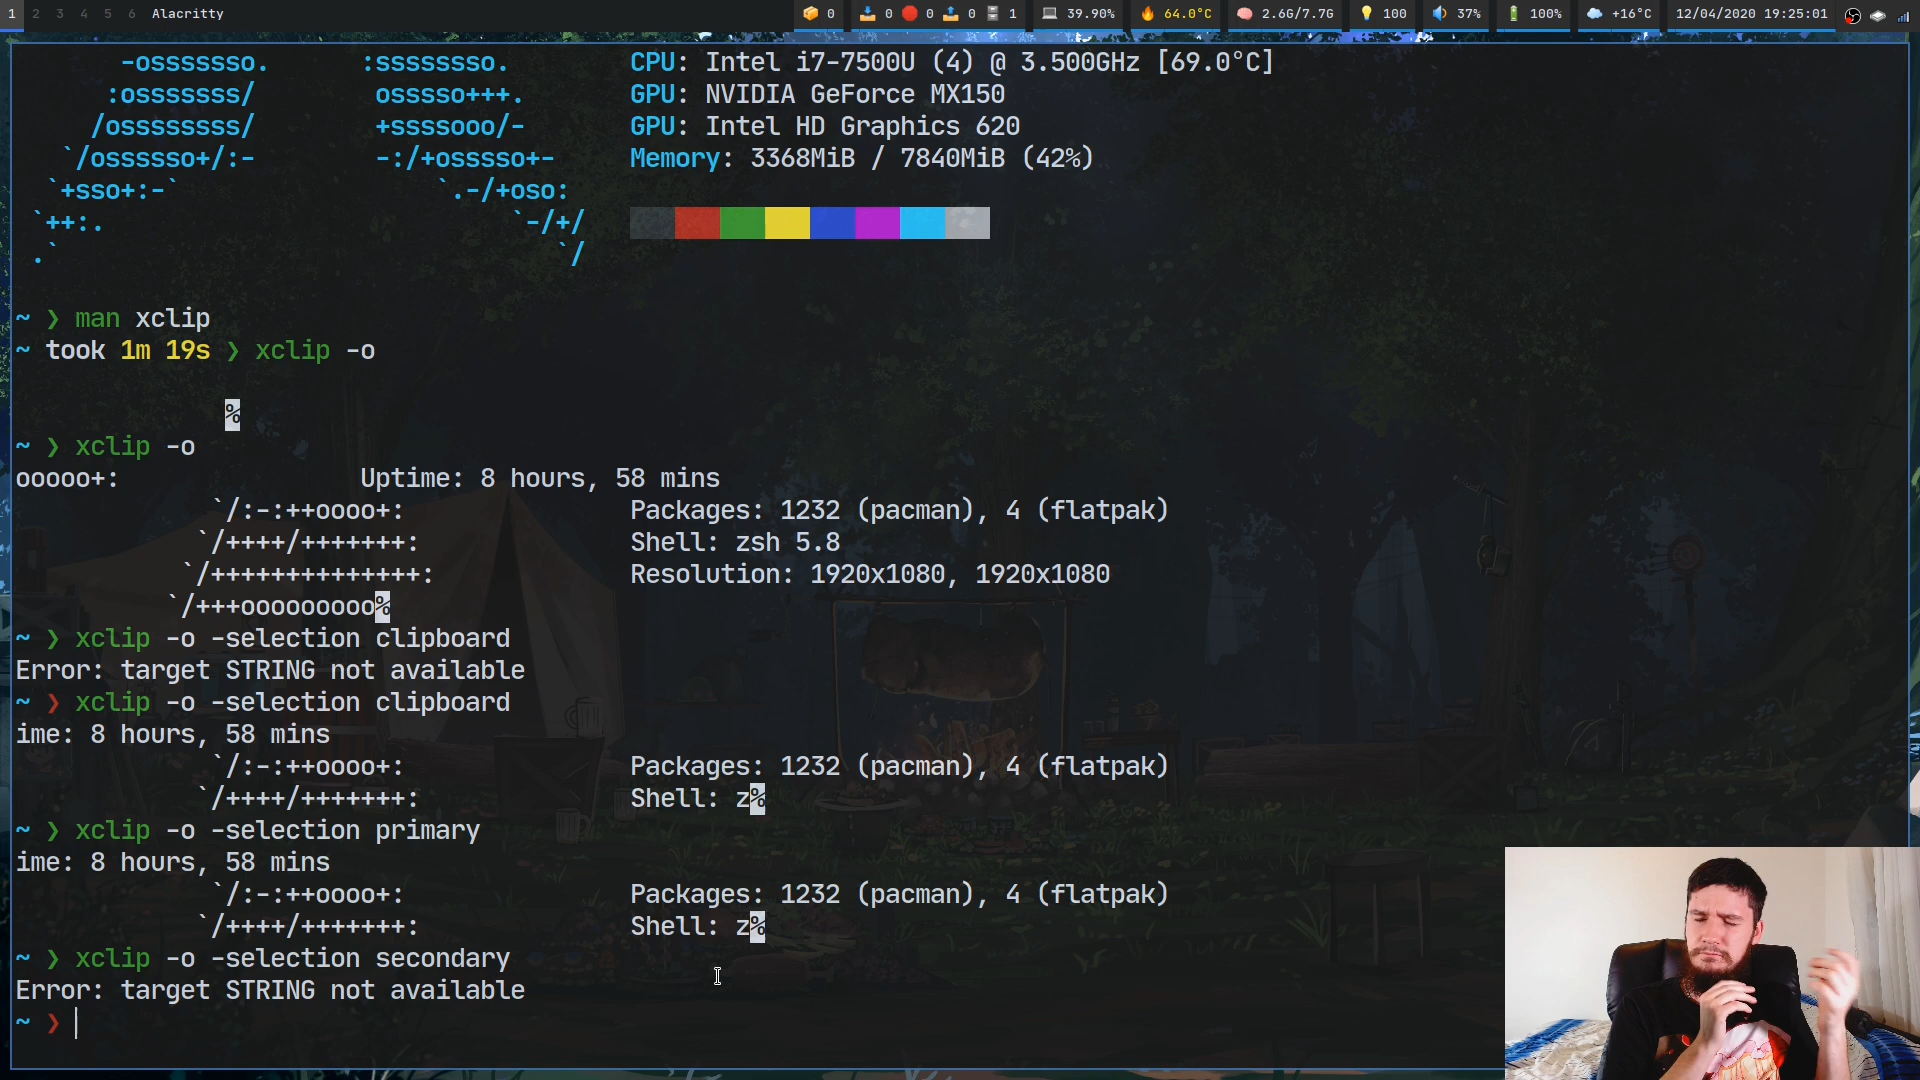 1 2 3 4 5 6 Alacritty 0 0 0 0 1 39.90% 64.0°C 2.6G/7.7G 100 37% 100% +16°C 12/04/2020 19:25:01
-osssssso. :ssssssso. CPU: Intel i7-7500U (4) @ 3.500GHz [69.0°C]
:osssssss/ osssso+++. GPU: NVIDIA GeForce MX150
/ossssssss/ +ssssooo/- GPU: Intel HD Graphics 620
`/ossssso+/:- -:/+osssso+- Memory: 3368MiB / 7840MiB (42%)
`+sso+:-` `.-/+oso:
`++:. `-/+/
.` `/
~ ❯ man xclip
~ took 1m 19s ❯ xclip -o
%
~ ❯ xclip -o
ooooo+: Uptime: 8 hours, 58 mins
`/:-:++oooo+: Packages: 1232 (pacman), 4 (flatpak)
`/++++/+++++++: Shell: zsh 5.8
`/++++++++++++++: Resolution: 1920x1080, 1920x1080
`/+++ooooooooo%
~ ❯ xclip -o -selection clipboard
Error: target STRING not available
~ ❯ xclip -o -selection clipboard
ime: 8 hours, 58 mins
`/:-:++oooo+: Packages: 1232 (pacman), 4 (flatpak)
`/++++/+++++++: Shell: z%
~ ❯ xclip -o -selection primary
ime: 8 hours, 58 mins
`/:-:++oooo+: Packages: 1232 (pacman), 4 (flatpak)
`/++++/+++++++: Shell: z%
~ ❯ xclip -o -selection secondary
Error: target STRING not available
~ ❯